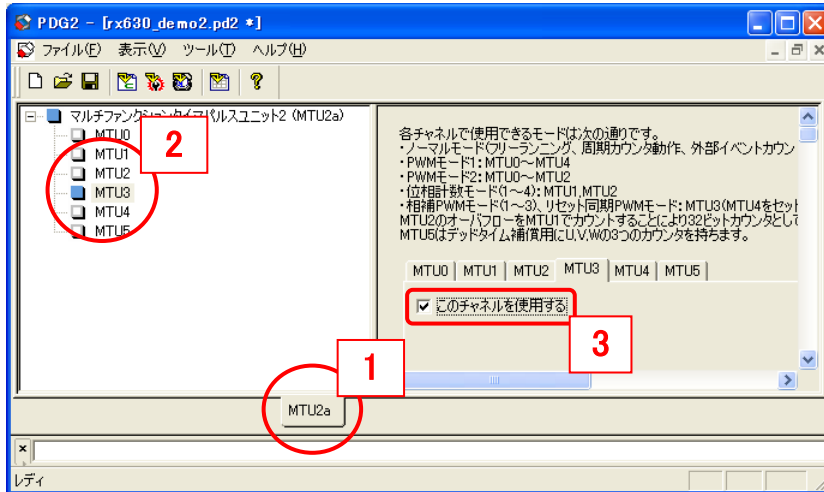 PDG2 - [rx630_demo2.pd2 *]
ファイル(F) 表示(V) ツール(T) ヘルプ(H)
マルチファンクションタイマパルスユニット2 (MTU2a)
MTU0
MTU1
MTU2
MTU3
MTU4
MTU5
2
各チャネルで使用できるモードは次の通りです。
・ノーマルモード(フリーランニング、周期カウンタ動作、外部イベントカウン
・PWMモード1：MTU0～MTU4
・PWMモード2：MTU0～MTU2
・位相計数モード(1～4)：MTU1,MTU2
・相補PWMモード(1～3)、リセット同期PWMモード：MTU3(MTU4をセット
MTU2のオーバフローをMTU1でカウントすることにより32ビットカウンタとして
MTU5はデッドタイム補償用にU,V,Wの3つのカウンタを持ちます。
MTU0 MTU1 MTU2 MTU3 MTU4 MTU5
このチャネルを使用する
3
1
MTU2a
レディ